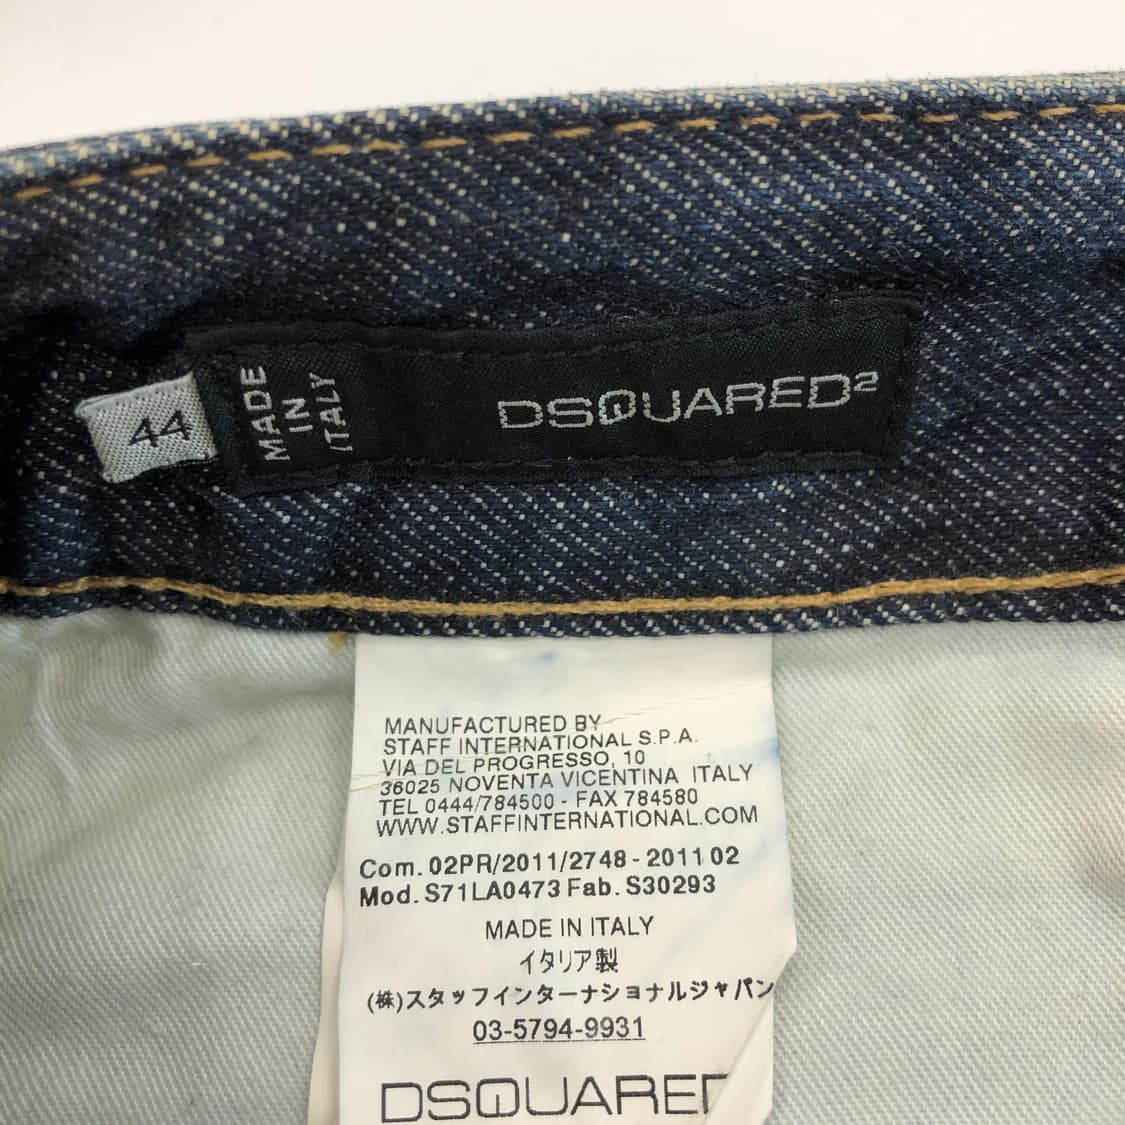 44
MADE
IN
ITALY
DSQUARED2
MANUFACTURED BY
STAFF INTERNATIONAL S.P.A.
VIA DEL PROGRESSO, 10
36025 NOVENTA VICENTINA ITALY
TEL 0444/784500 - FAX 784580
WWW.STAFFINTERNATIONAL.COM
Com. 02PR/2011/2748 - 2011 02
Mod. S71LA0473 Fab. S30293
MADE IN ITALY
イタリア製
(株)スタッフインターナショナルジャパン
03-5794-9931
DSQUARED